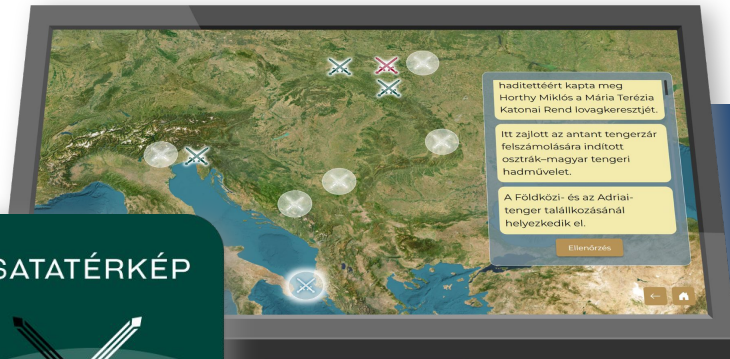 haditettéért kapta meg
Horthy Miklós a Mária Terézia
Katonai Rend lovagkeresztjét.
Itt zajlott az antant tengerzár
felszámolására indított
osztrák–magyar tengeri
hadművelet.
A Földközi- és az Adriai-
tenger talállkozásánál
helyezkedik el.
Ellenőrzés
SATATÉRKÉP